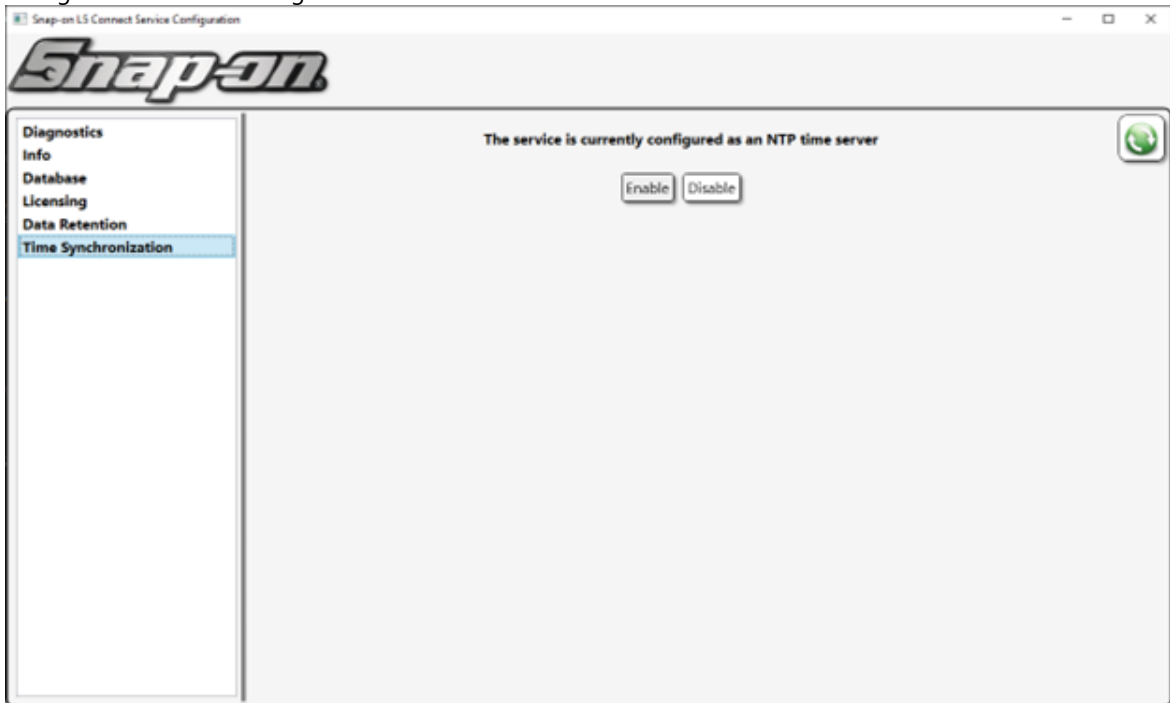 Snap-on L5 Connect Service Configuration
Snap-on
Diagnostics
Info
Database
Licensing
Data Retention
Time Synchronization
The service is currently configured as an NTP time server
Enable Disable